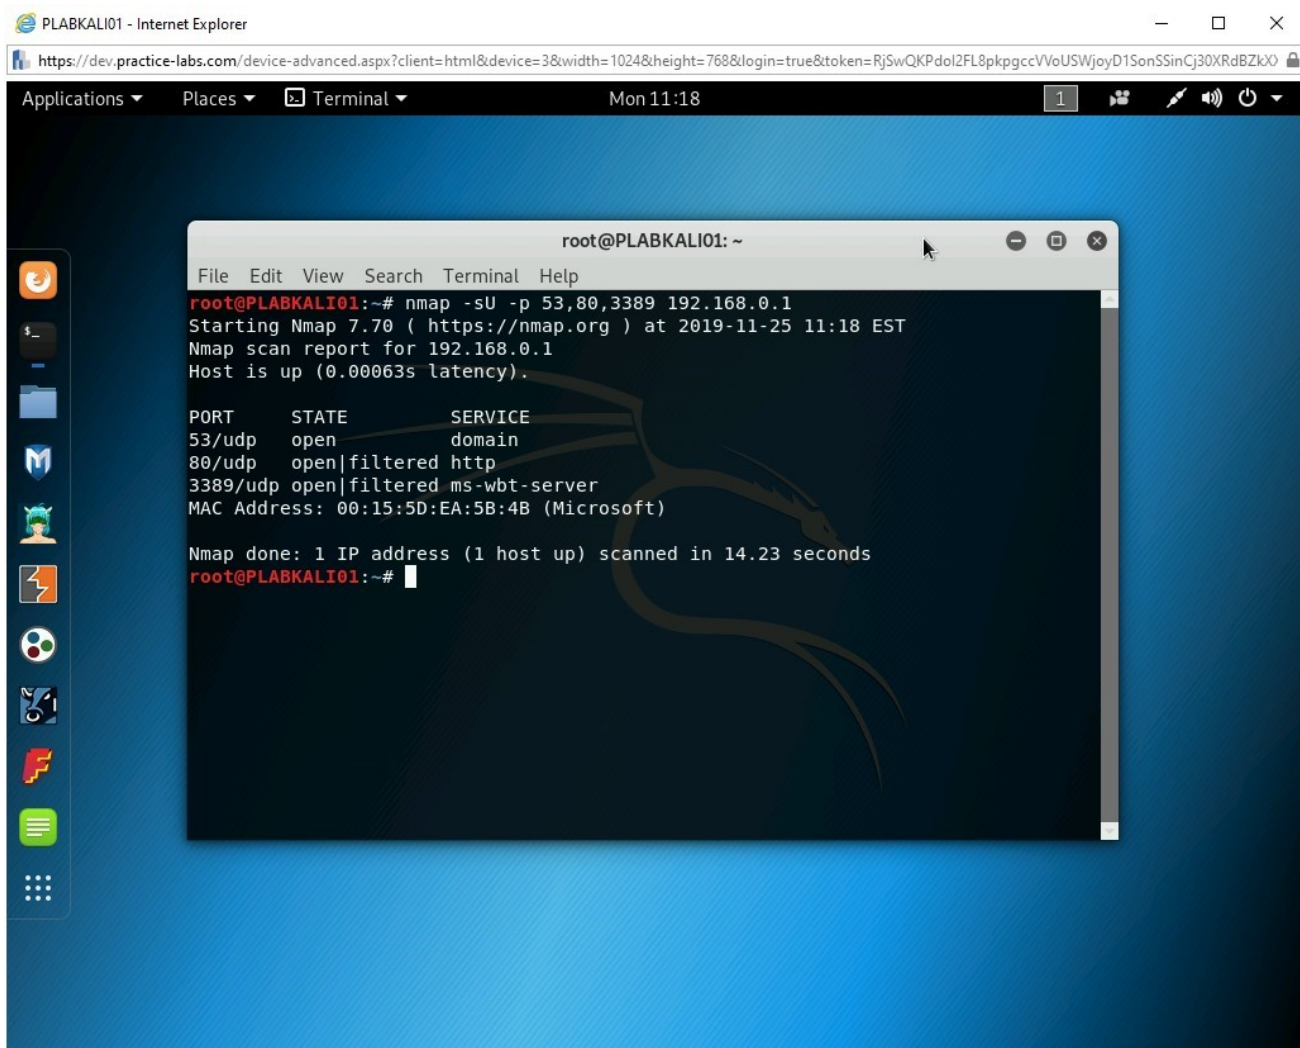 PLABKALI01 - Internet Explorer
https://dev.practice-labs.com/device-advanced.aspx?client=html&device=3&width=1024&height=768&login=true&token=
Applications Places Terminal Mon 11:18 1
root@PLABKALI01: ~
File Edit View Search Terminal Help
root@PLABKALI01:~# nmap -sU -p 53,80,3389 192.168.0.1
Starting Nmap 7.70 ( https://nmap.org ) at 2019-11-25 11:18 EST
Nmap scan report for 192.168.0.1
Host is up (0.00063s latency).
PORT STATE SERVICE
53/udp open domain
80/udp open|filtered http
3389/udp open|filtered ms-wbt-server
MAC Address: 00:15:5D:EA:5B:4B (Microsoft)
Nmap done: 1 IP address (1 host up) scanned in 14.23 seconds
root@PLABKALI01:~#